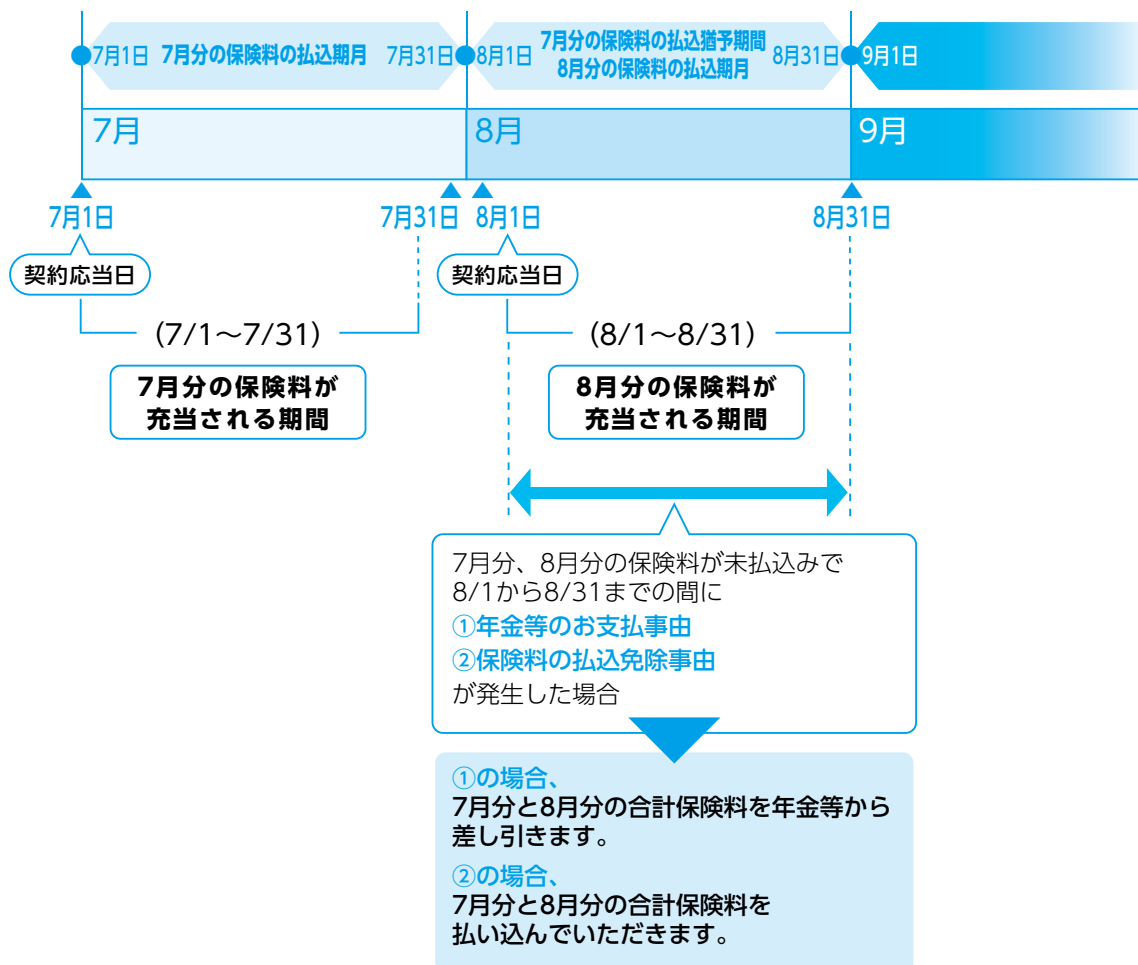 7月1日 7月分の保険料の払込期月 7月31日
8月1日 7月分の保険料の払込猶予期間 8月31日
8月分の保険料の払込期月
9月1日
7月
8月
9月
7月1日
7月31日
8月1日
8月31日
契約応当日
契約応当日
(7/1〜7/31)
(8/1〜8/31)
7月分の保険料が
充当される期間
8月分の保険料が
充当される期間
7月分、8月分の保険料が未払込みで
8/1から8/31までの間に
①年金等のお支払事由
②保険料の払込免除事由
が発生した場合
①の場合、
7月分と8月分の合計保険料を年金等から
差し引きます。
②の場合、
7月分と8月分の合計保険料を
払い込んでいただきます。